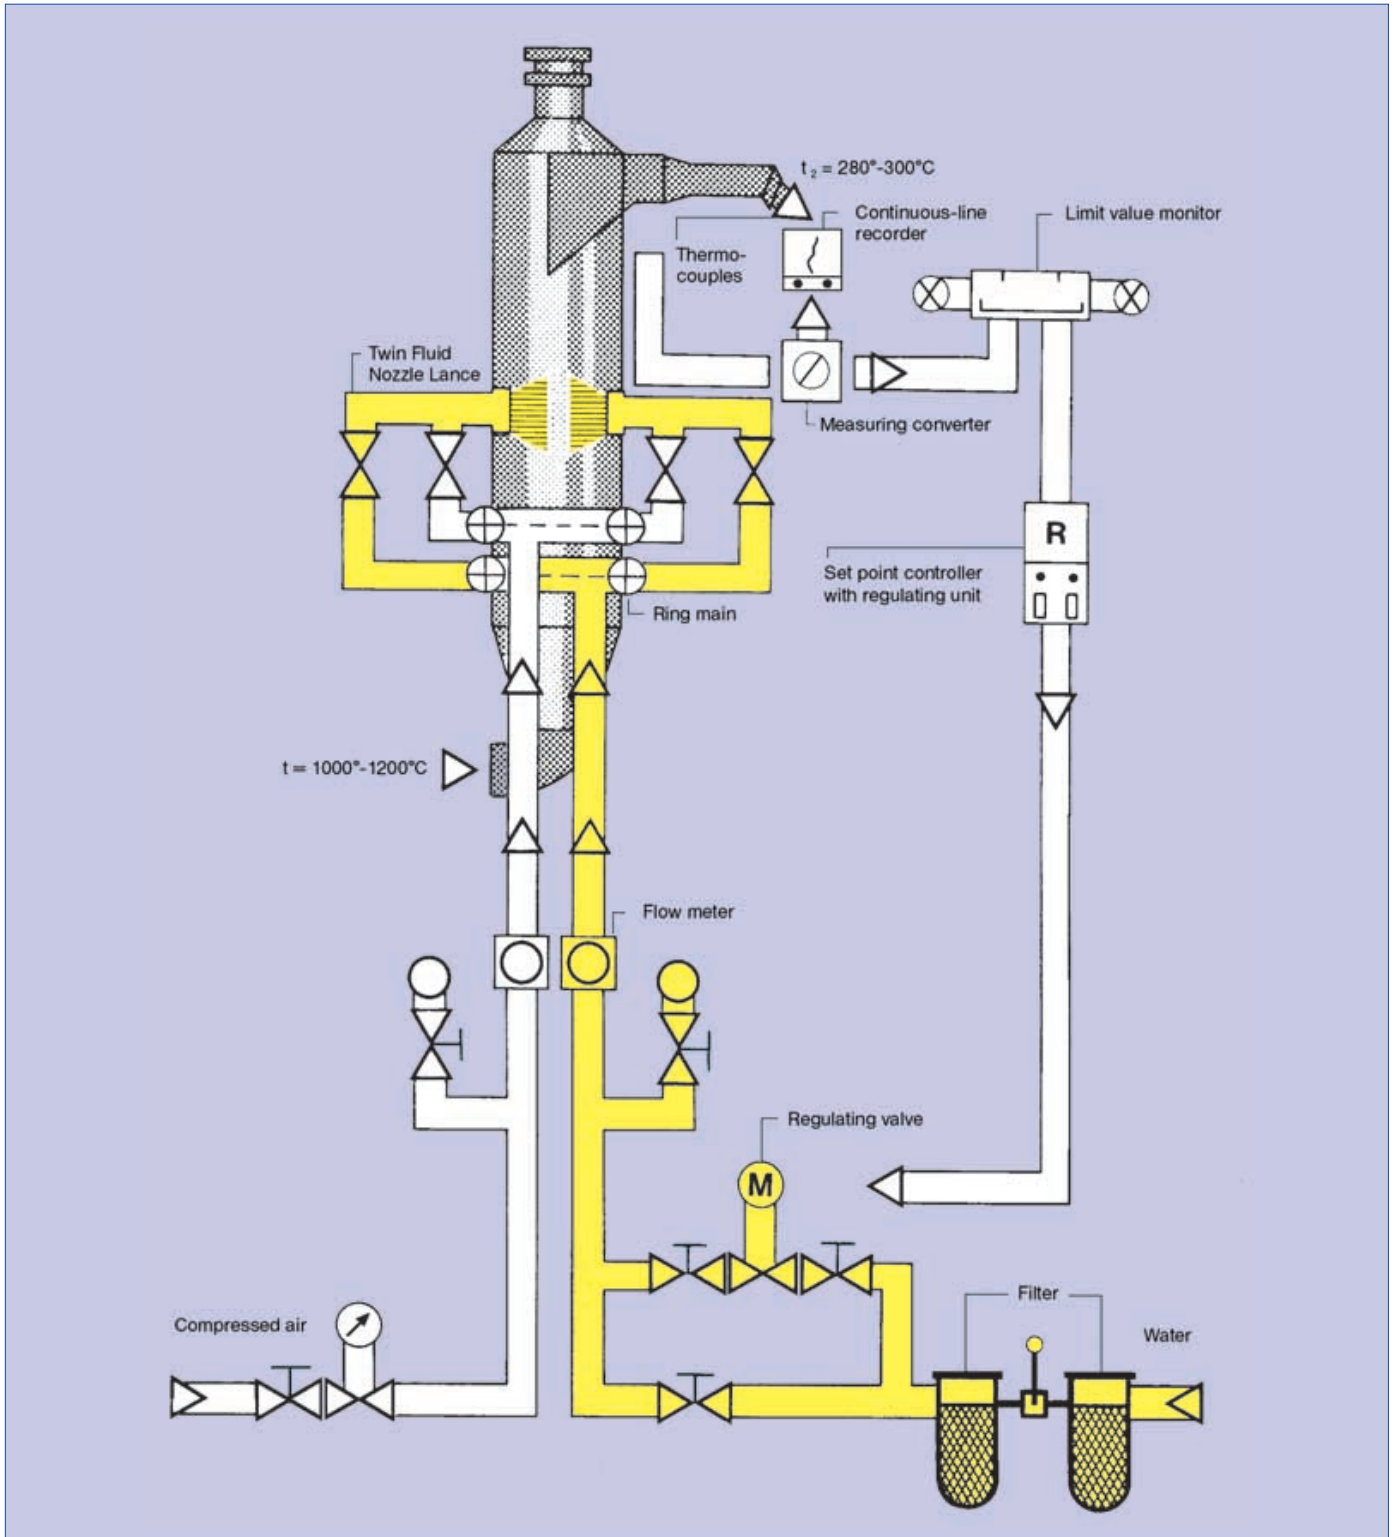 t₂ = 280°-300°C
Continuous-line
recorder
Limit value monitor
Thermo-
couples
Twin Fluid
Nozzle Lance
Measuring converter
R
Set point controller
with regulating unit
Ring main
t = 1000°-1200°C
Flow meter
Regulating valve
M
Filter
Compressed air
Water